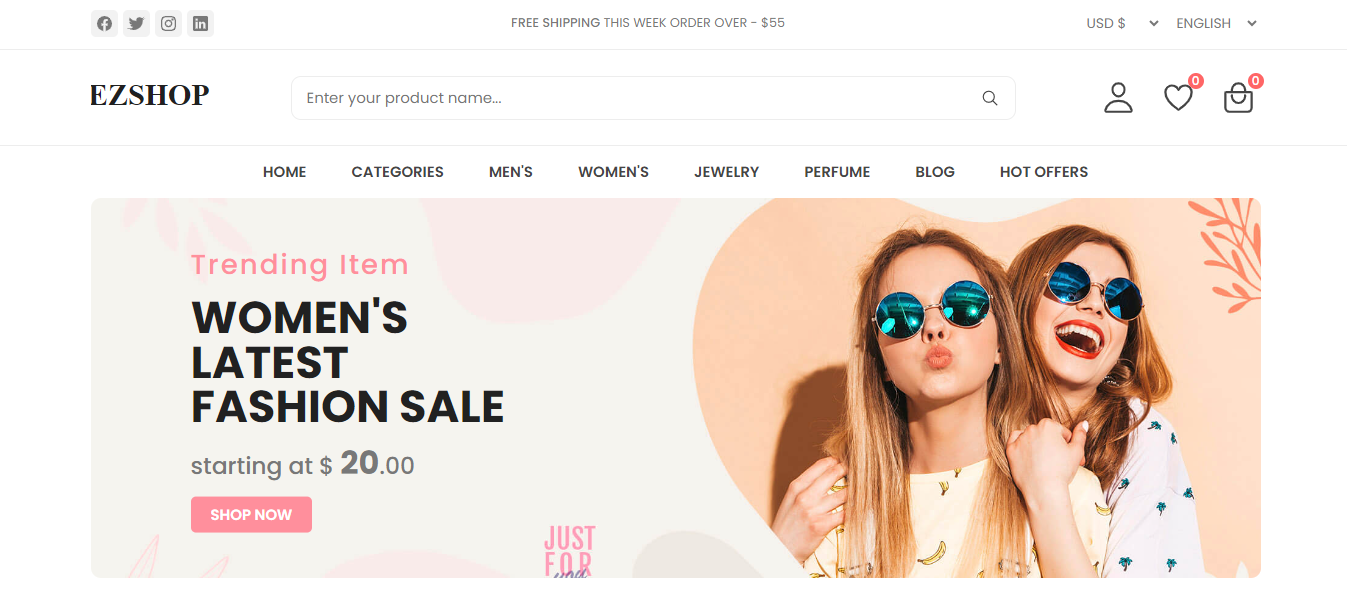 FREE SHIPPING THIS WEEK ORDER OVER - $55
USD $
ENGLISH
EZSHOP
Enter your product name...
0
0
HOME
CATEGORIES
MEN'S
WOMEN'S
JEWELRY
PERFUME
BLOG
HOT OFFERS
Trending Item
WOMEN'S
LATEST
FASHION SALE
starting at $ 20.00
SHOP NOW
JUST
FOR
you